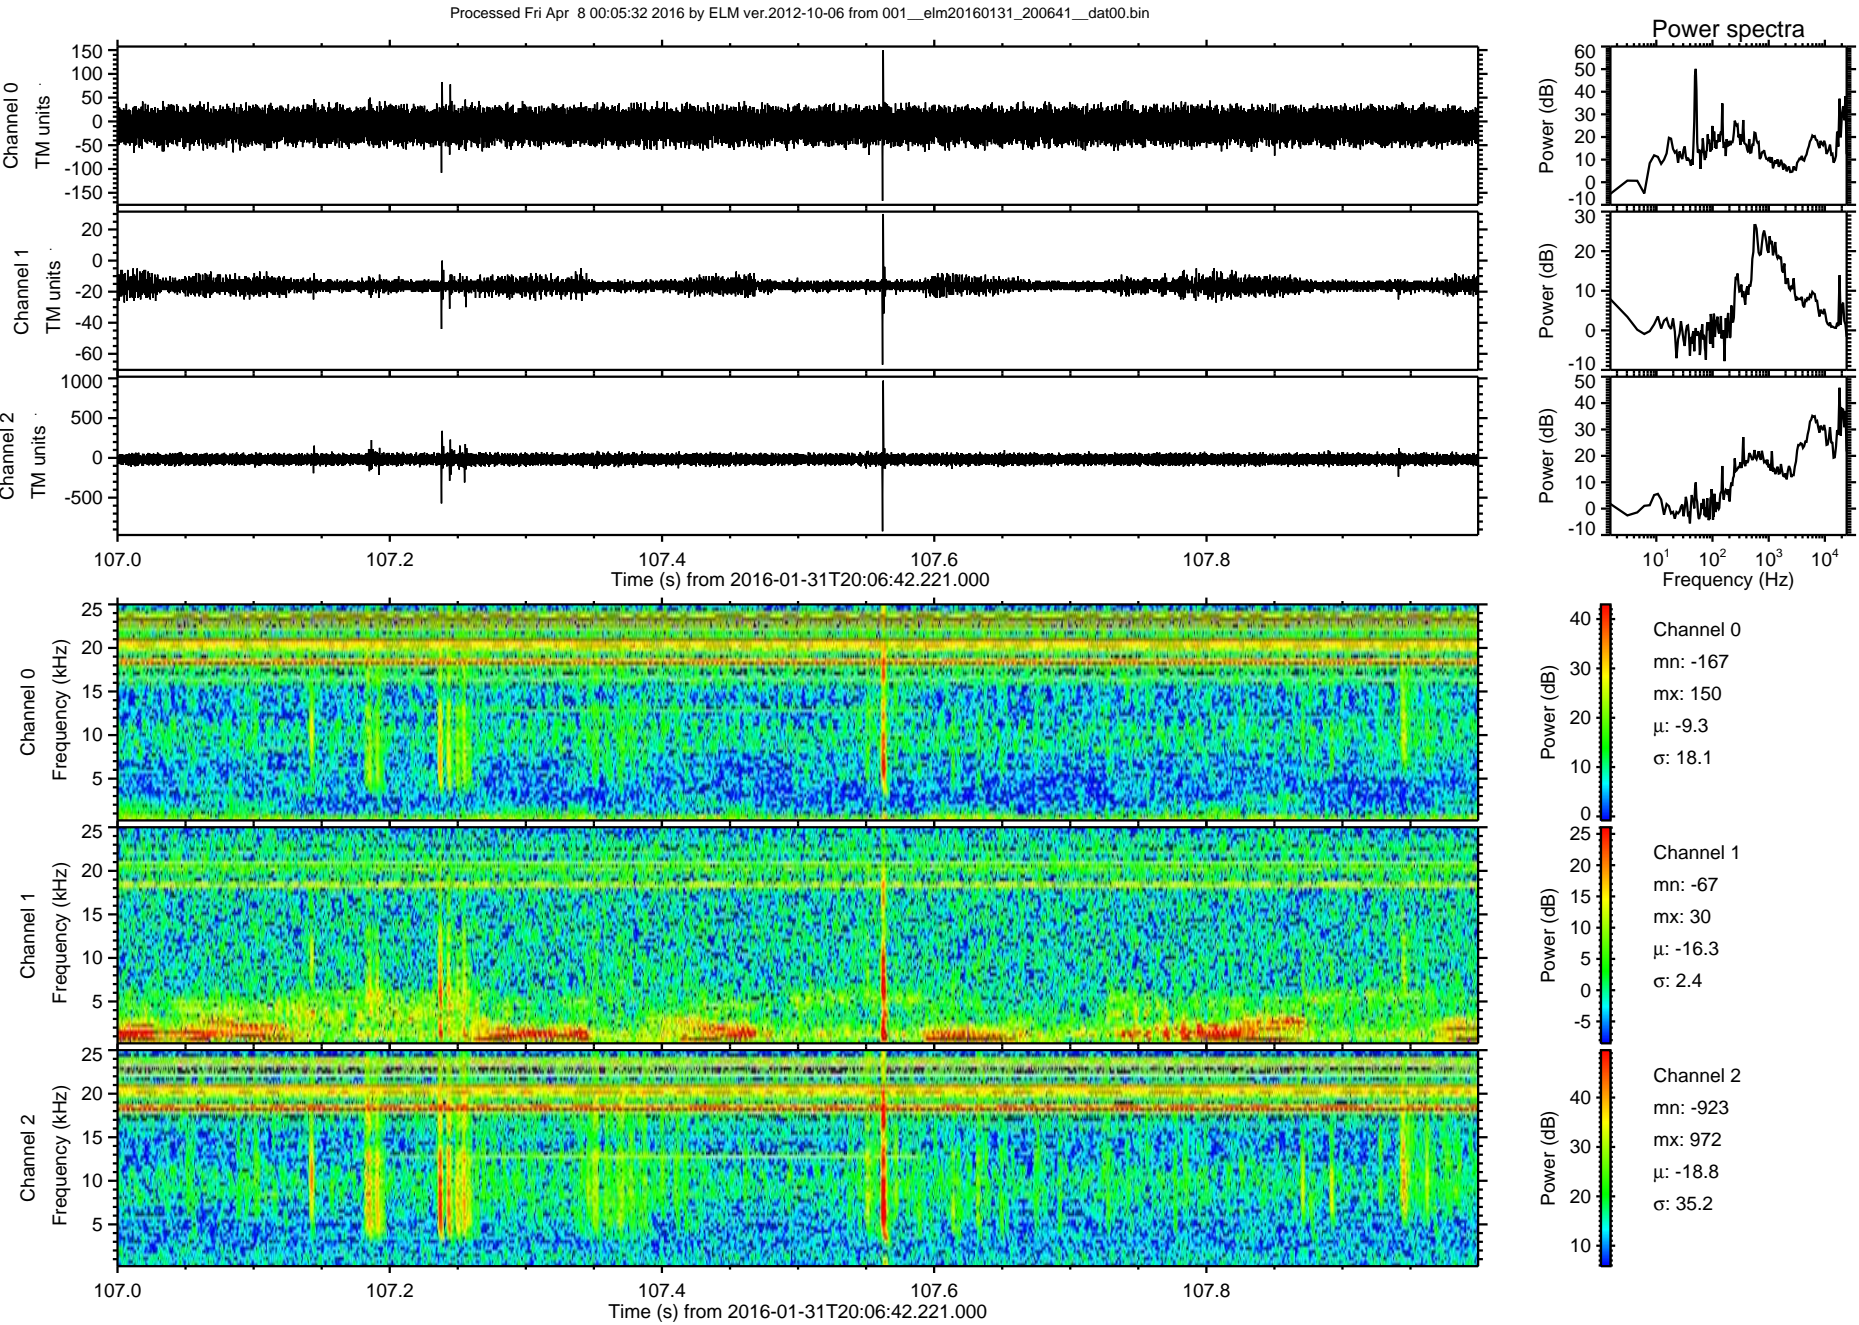 Processed Fri Apr  8 00:05:32 2016 by ELM ver.2012-10-06 from 001__elm20160131_200641__dat00.bin
Power spectra
Channel 0
TM units
150
100
50
0
-50
-100
-150
Power (dB)
60
50
40
30
20
10
0
-10
Channel 1
TM units
20
0
-20
-40
-60
Power (dB)
30
20
10
0
-10
Channel 2
TM units
1000
500
0
-500
Power (dB)
50
40
30
20
10
0
-10
107.0 107.2 107.4 107.6 107.8
Time (s) from 2016-01-31T20:06:42.221.000
10¹ 10² 10³ 10⁴
Frequency (Hz)
Channel 0
Frequency (kHz)
25
20
15
10
5
Power (dB)
40
30
20
10
0
Channel 0
mn: -167
mx: 150
μ: -9.3
σ: 18.1
Channel 1
Frequency (kHz)
25
20
15
10
5
Power (dB)
25
20
15
10
5
0
-5
Channel 1
mn: -67
mx: 30
μ: -16.3
σ: 2.4
Channel 2
Frequency (kHz)
25
20
15
10
5
Power (dB)
40
30
20
10
Channel 2
mn: -923
mx: 972
μ: -18.8
σ: 35.2
107.0 107.2 107.4 107.6 107.8
Time (s) from 2016-01-31T20:06:42.221.000